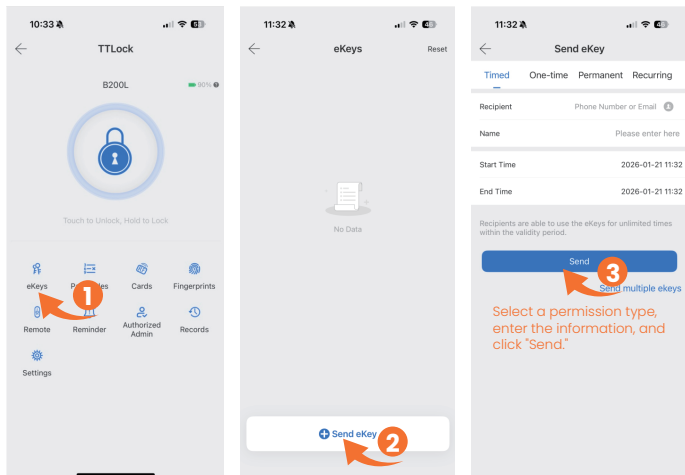 10:33
TTLock
B200L
90%
Touch to Unlock, Hold to Lock
eKeys
Cards
Fingerprints
1
Remote
Reminder
Authorized
Admin
Records
Settings
11:32
eKeys
Reset
No Data
Send eKey
2
11:32
Send eKey
Timed One-time Permanent Recurring
Recipient Phone Number or Email
Name Please enter here
Start Time 2026-01-21 11:32
End Time 2026-01-21 11:32
Recipients are able to use the eKeys for unlimited times
within the validity period.
Send
3
Send multiple ekeys
Select a permission type,
enter the information, and
click "Send."